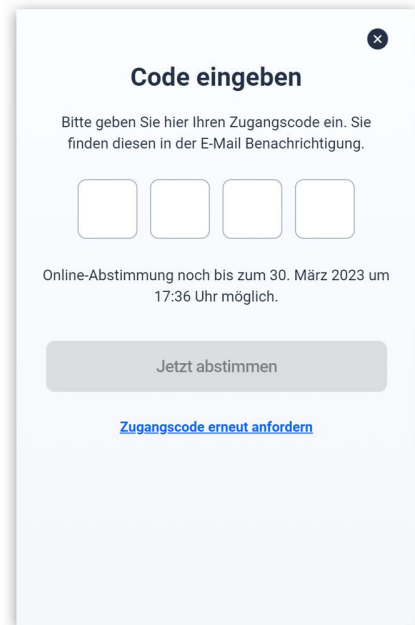 Code eingeben
Bitte geben Sie hier Ihren Zugangscode ein. Sie
finden diesen in der E-Mail Benachrichtigung.
Online-Abstimmung noch bis zum 30. März 2023 um
17:36 Uhr möglich.
Jetzt abstimmen
Zugangscode erneut anfordern